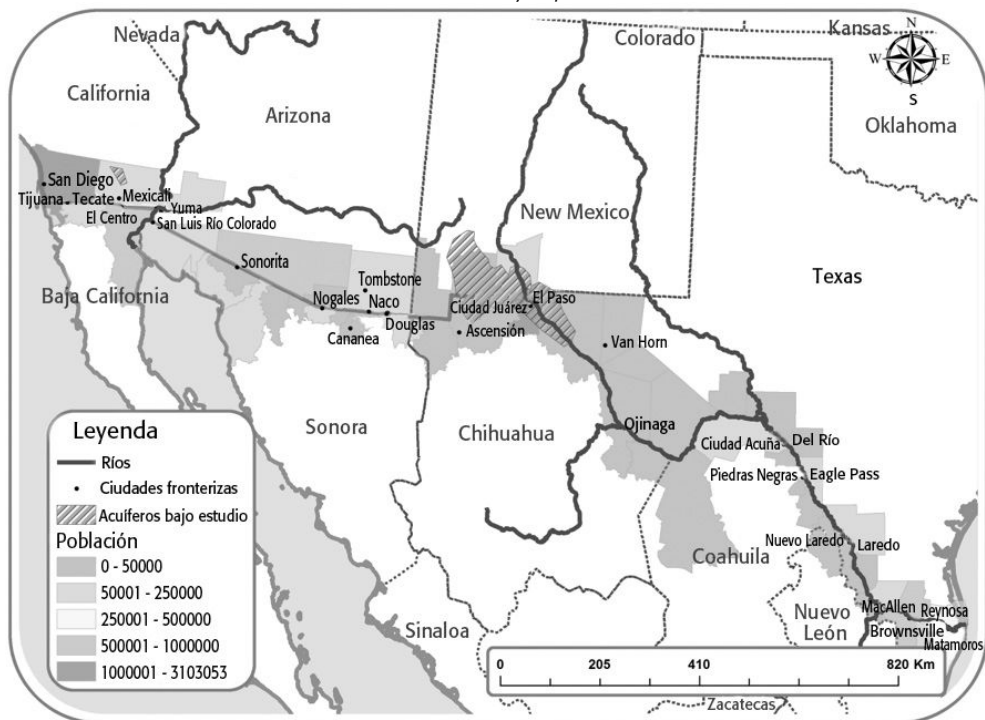 Nevada
Colorado
Kansas
N
W
E
S
California
Arizona
Oklahoma
San Diego
Tijuana
Tecate
Mexicali
Yuma
El Centro
San Luis Río Colorado
New Mexico
Texas
Sonorita
Tombstone
Baja California
Nogales
Naco
Ciudad Juárez
El Paso
Douglas
Ascensión
Cananea
Van Horn
Sonora
Chihuahua
Ojinaga
Ciudad Acuña
Del Río
Piedras Negras
Eagle Pass
Nuevo Laredo
Laredo
Coahuila
MacAllen
Reynosa
Nuevo
León
Brownsville
Matamoros
Sinaloa
Zacatecas
Leyenda
Ríos
Ciudades fronterizas
Acuíferos bajo estudio
Población
0 - 50000
50001 - 250000
250001 - 500000
500001 - 1000000
1000001 - 3103053
0 205 410 820 Km